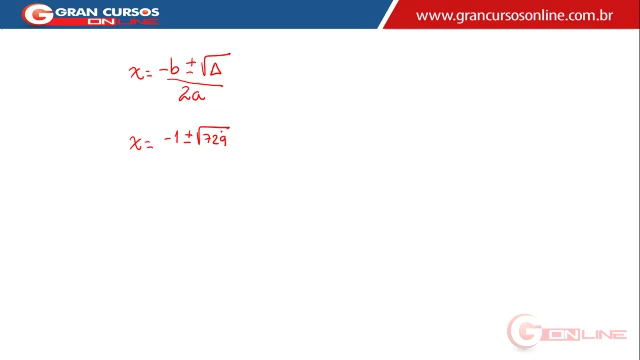 GRAN CURSOS
ONLINE
www.grancursosonline.com.br
x = -b ± √Δ
2a
x = -1 ± √729
G ONLINE